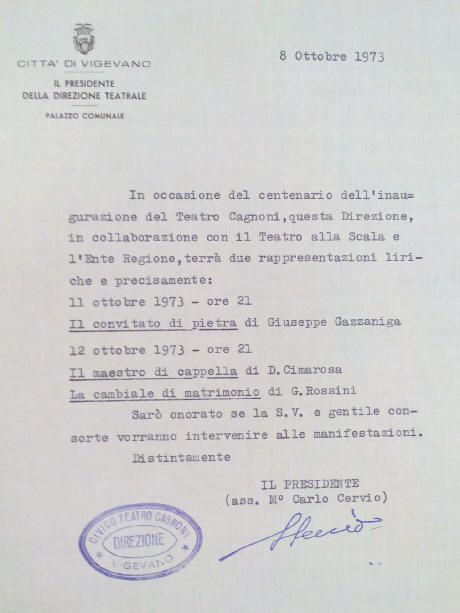 CITTA' DI VIGEVANO
IL PRESIDENTE
DELLA DIREZIONE TEATRALE
PALAZZO COMUNALE
8 Ottobre 1973
In occasione del centenario dell'inau=
gurazione del Teatro Cagnoni,questa Direzione,
in collaborazione con il Teatro alla Scala e
l'Ente Regione,terrà due rappresentazioni liri-
che e precisamente:
11 ottobre 1973 - ore 21
Il convitato di pietra di Giuseppe Gazzaniga
12 ottobre 1973 - ore 21
Il maestro di cappella di D.Cimarosa
La cambiale di matrimonio di G.Rossini
Sarò onorato se la S.V. e gentile con-
sorte vorranno intervenire alle manifestazioni.
Distintamente
IL PRESIDENTE
(ass. M° Carlo Cervio)
CIVICO TEATRO CAGNONI
DIREZIONE
* VIGEVANO *